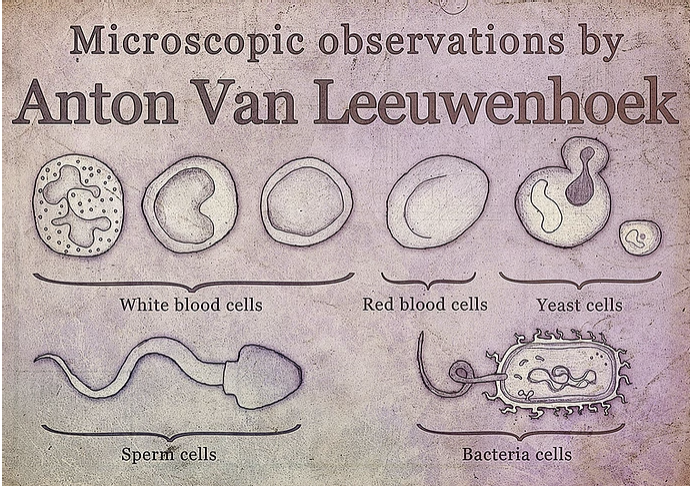 Microscopic observations by
Anton Van Leeuwenhoek
White blood cells
Red blood cells
Yeast cells
Sperm cells
Bacteria cells